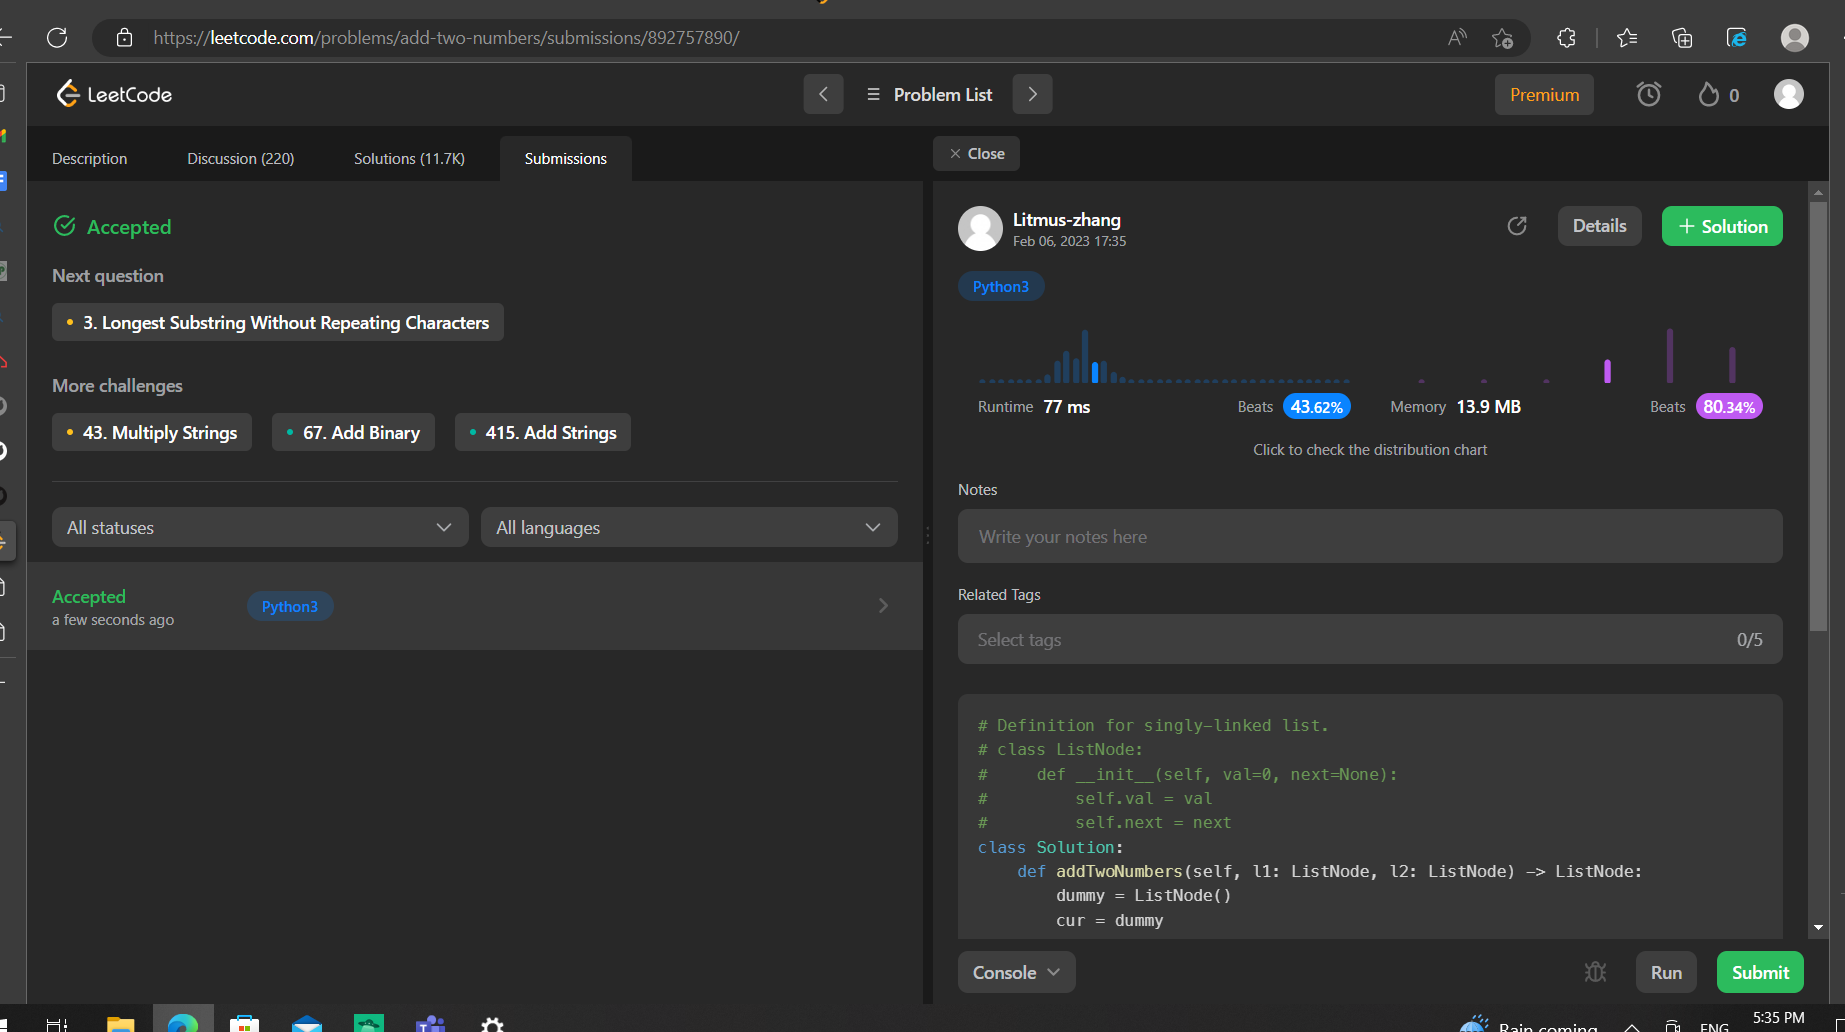 https://leetcode.com/problems/add-two-numbers/submissions/892757890/
LeetCode
Problem List
Premium
0
Description
Discussion (220)
Solutions (11.7K)
Submissions
Close
Accepted
Next question
3. Longest Substring Without Repeating Characters
More challenges
43. Multiply Strings
67. Add Binary
415. Add Strings
All statuses
All languages
Accepted
a few seconds ago
Python3
Litmus-zhang
Feb 06, 2023 17:35
Details
+ Solution
Python3
Runtime 77 ms
Beats 43.62%
Memory 13.9 MB
Beats 80.34%
Click to check the distribution chart
Notes
Write your notes here
Related Tags
Select tags
0/5
# Definition for singly-linked list.
# class ListNode:
#     def __init__(self, val=0, next=None):
#         self.val = val
#         self.next = next
class Solution:
    def addTwoNumbers(self, l1: ListNode, l2: ListNode) -> ListNode:
        dummy = ListNode()
        cur = dummy
Console
Run
Submit
Rain coming
ENG
5:35 PM